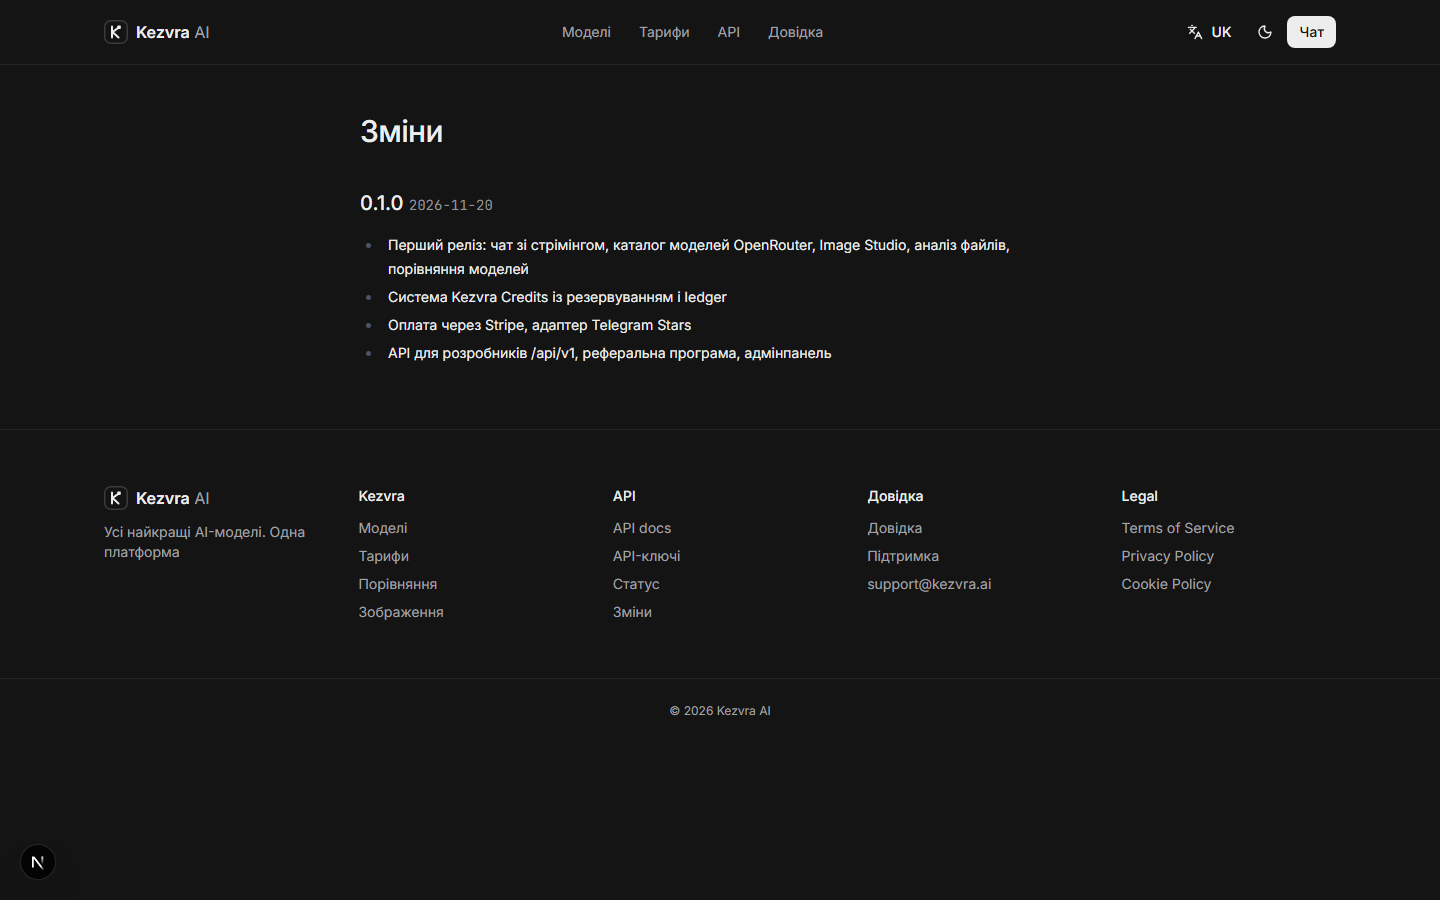 Kezvra AI
Моделі
Тарифи
API
Довідка
UK
Чат
Зміни
0.1.0 2026-11-20
Перший реліз: чат зі стрімінгом, каталог моделей OpenRouter, Image Studio, аналіз файлів,
порівняння моделей
Система Kezvra Credits із резервуванням і ledger
Оплата через Stripe, адаптер Telegram Stars
API для розробників /api/v1, реферальна програма, адмінпанель
Kezvra AI
Усі найкращі AI-моделі. Одна
платформа
Kezvra
Моделі
Тарифи
Порівняння
Зображення
API
API docs
API-ключі
Статус
Зміни
Довідка
Довідка
Підтримка
support@kezvra.ai
Legal
Terms of Service
Privacy Policy
Cookie Policy
© 2026 Kezvra AI